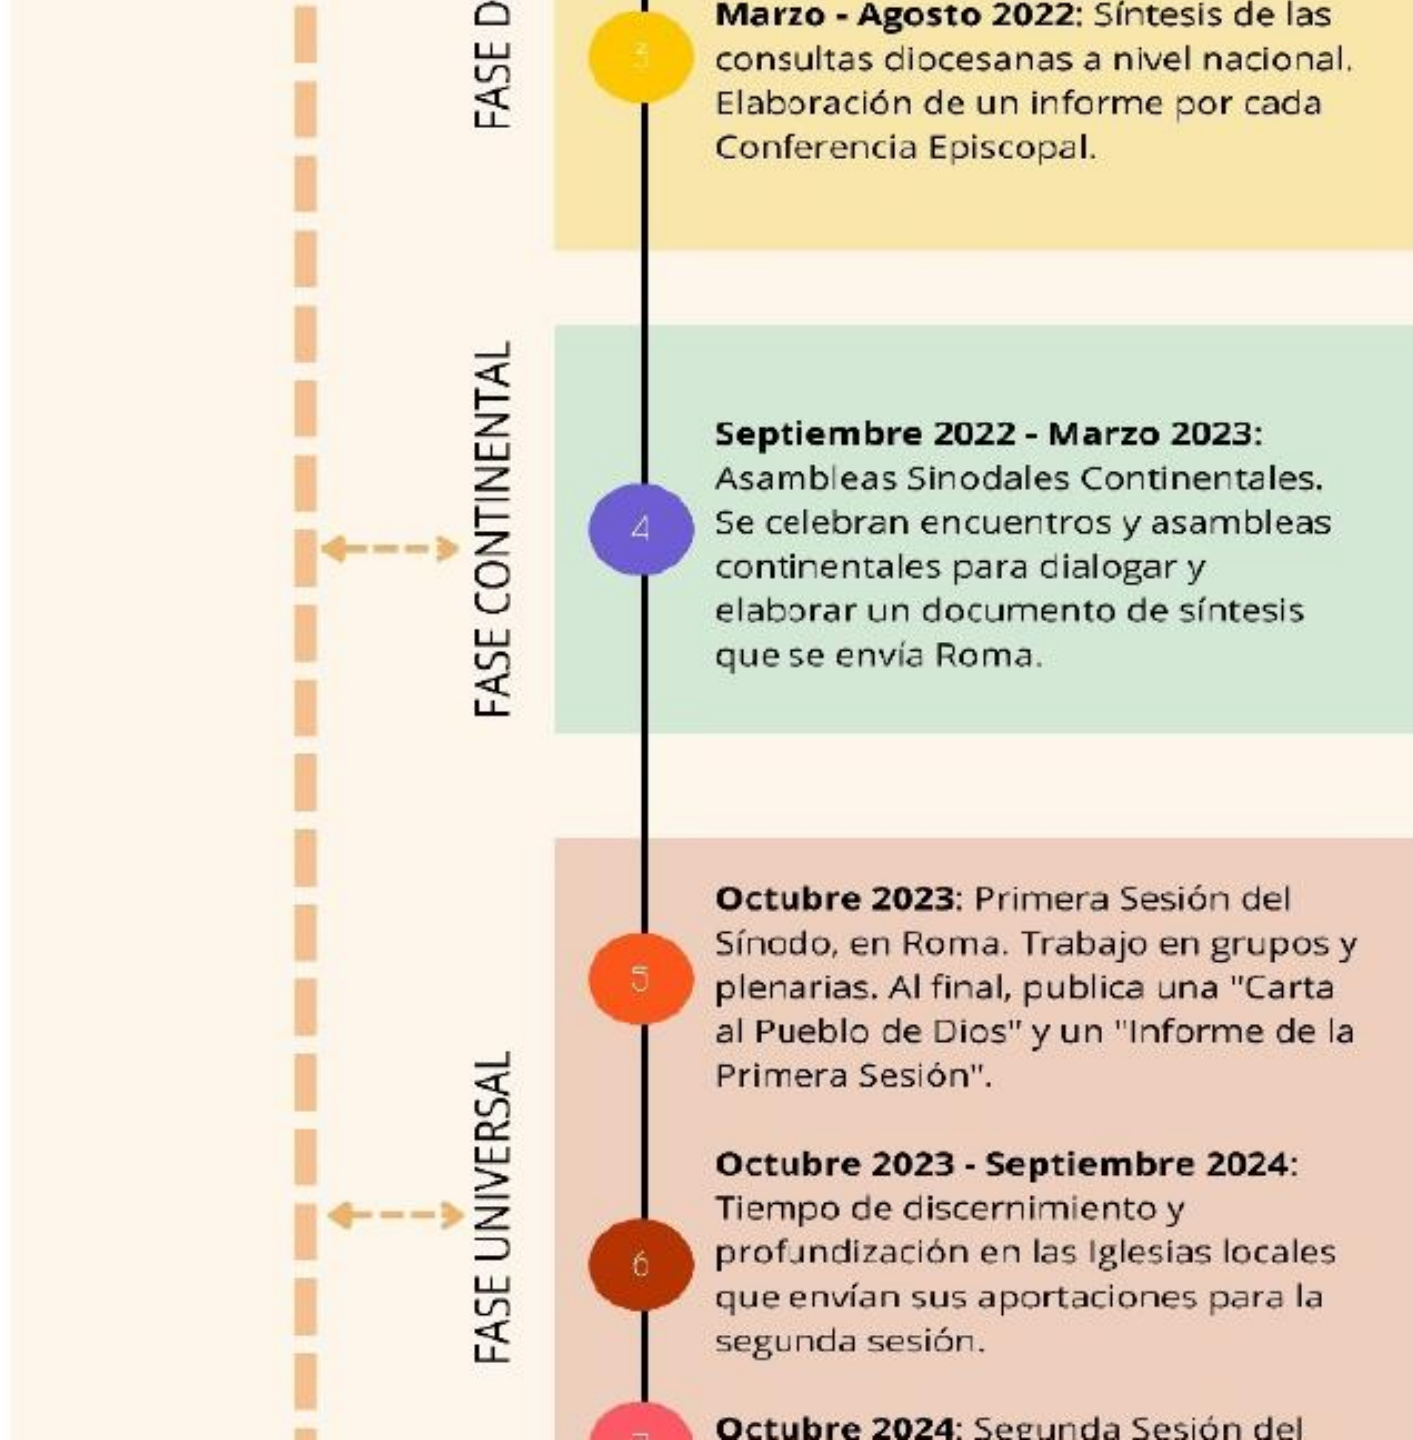 FASE D
3
Marzo - Agosto 2022: Síntesis de las
consultas diocesanas a nivel nacional.
Elaboración de un informe por cada
Conferencia Episcopal.
FASE CONTINENTAL
4
Septiembre 2022 - Marzo 2023:
Asambleas Sinodales Continentales.
Se celebran encuentros y asambleas
continentales para dialogar y
elaborar un documento de síntesis
que se envía Roma.
FASE UNIVERSAL
5
Octubre 2023: Primera Sesión del
Sínodo, en Roma. Trabajo en grupos y
plenarias. Al final, publica una "Carta
al Pueblo de Dios" y un "Informe de la
Primera Sesión".
6
Octubre 2023 - Septiembre 2024:
Tiempo de discernimiento y
profundización en las Iglesias locales
que envían sus aportaciones para la
segunda sesión.
Octubre 2024: Segunda Sesión del